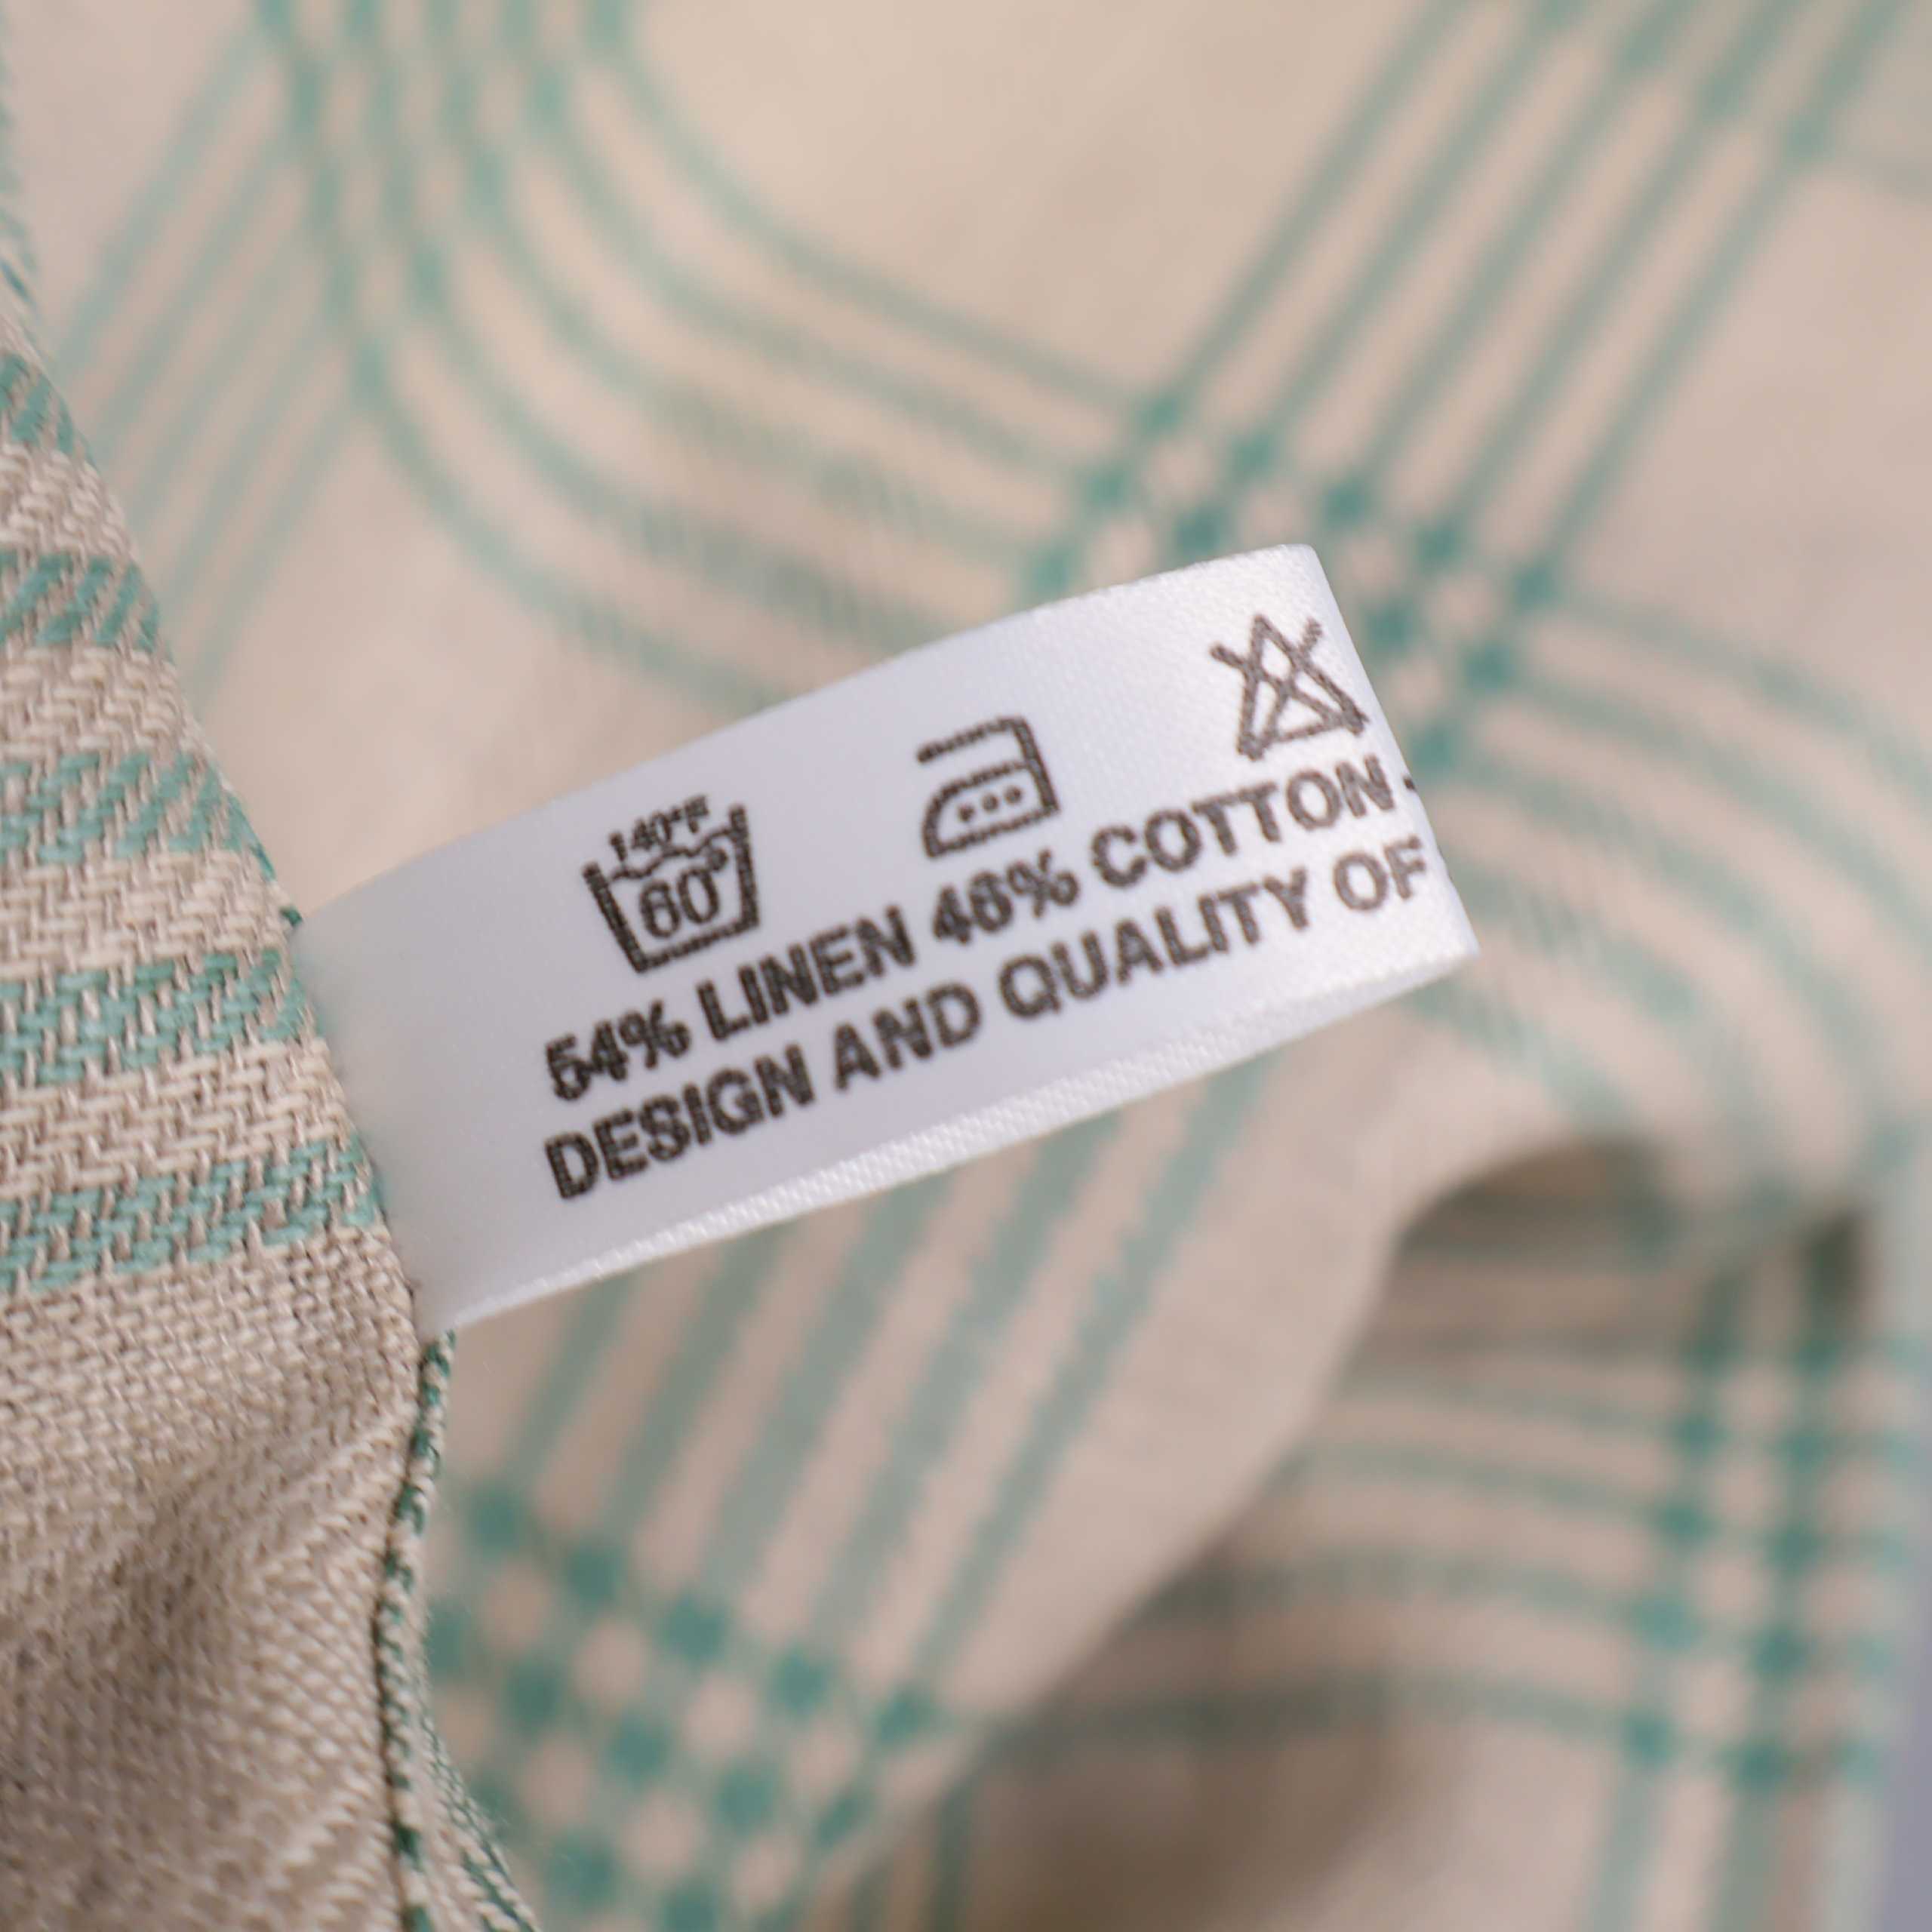 140°F
60°
54% LINEN 46% COTTON -
DESIGN AND QUALITY OF